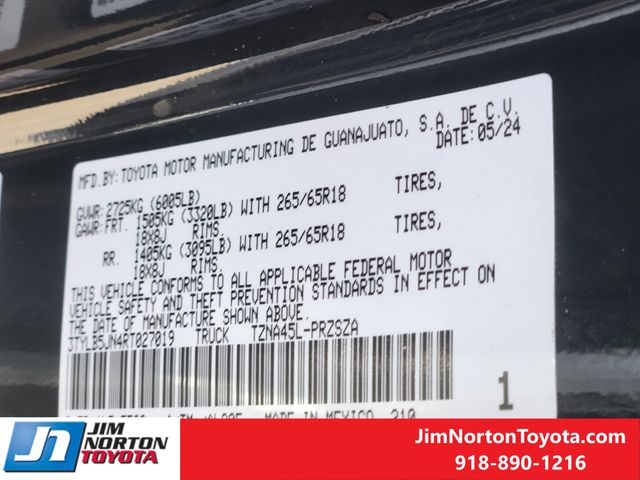 MFD.BY: TOYOTA MOTOR MANUFACTURING DE GUANAJUATO, S.A. DE C.V.
DATE: 05/24
GVWR: 2725KG (6005LB)
GAWR: FRT. 1505KG (3320LB) WITH 265/65R18 TIRES,
18X8J RIMS,
RR. 1405KG (3095LB) WITH 265/65R18 TIRES,
18X8J RIMS.
THIS VEHICLE CONFORMS TO ALL APPLICABLE FEDERAL MOTOR
VEHICLE SAFETY AND THEFT PREVENTION STANDARDS IN EFFECT ON
THE DATE OF MANUFACTURE SHOWN ABOVE.
3TYLB5JN4RT027019 TRUCK TZNA45L-PRZSZA
1
MADE IN MEXICO 210
JN JIM
NORTON
TOYOTA
JimNortonToyota.com
918-890-1216